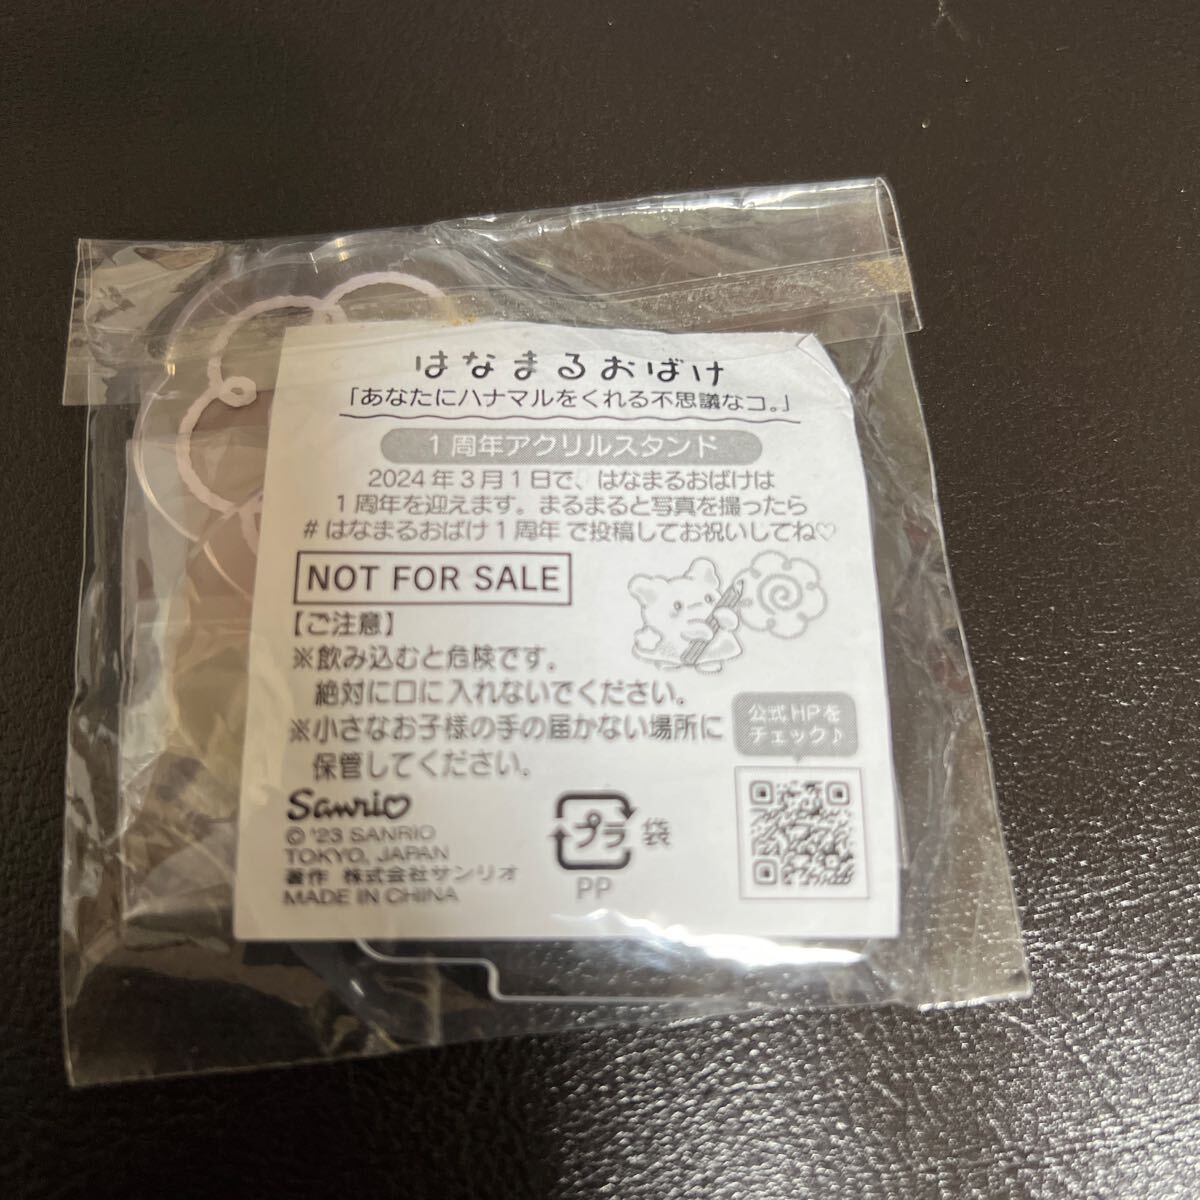 はなまるおばけ
「あなたにハナマルをくれる不思議なコ。」
1周年アクリルスタンド
2024年3月1日で、はなまるおばけは
1周年を迎えます。まるまると写真を撮ったら
#はなまるおばけ1周年 で投稿してお祝いしてね♡
NOT FOR SALE
【ご注意】
※飲み込むと危険です。
絶対に口に入れないでください。
※小さなお子様の手の届かない場所に
保管してください。
公式HPを
チェック♪
Sanrio
© '23 SANRIO
TOKYO, JAPAN
著作 株式会社サンリオ
MADE IN CHINA
プラ 袋
PP